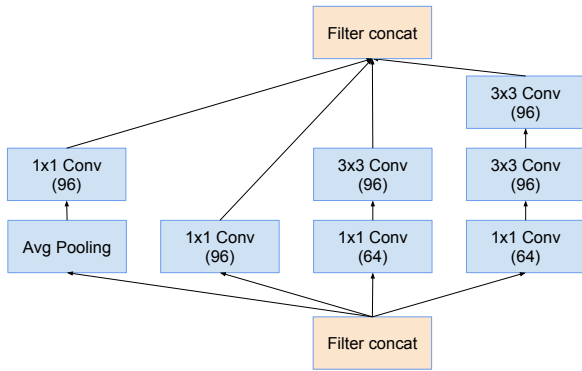 Filter concat
3x3 Conv
(96)
1x1 Conv
(96)
3x3 Conv
(96)
3x3 Conv
(96)
Avg Pooling
1x1 Conv
(96)
1x1 Conv
(64)
1x1 Conv
(64)
Filter concat